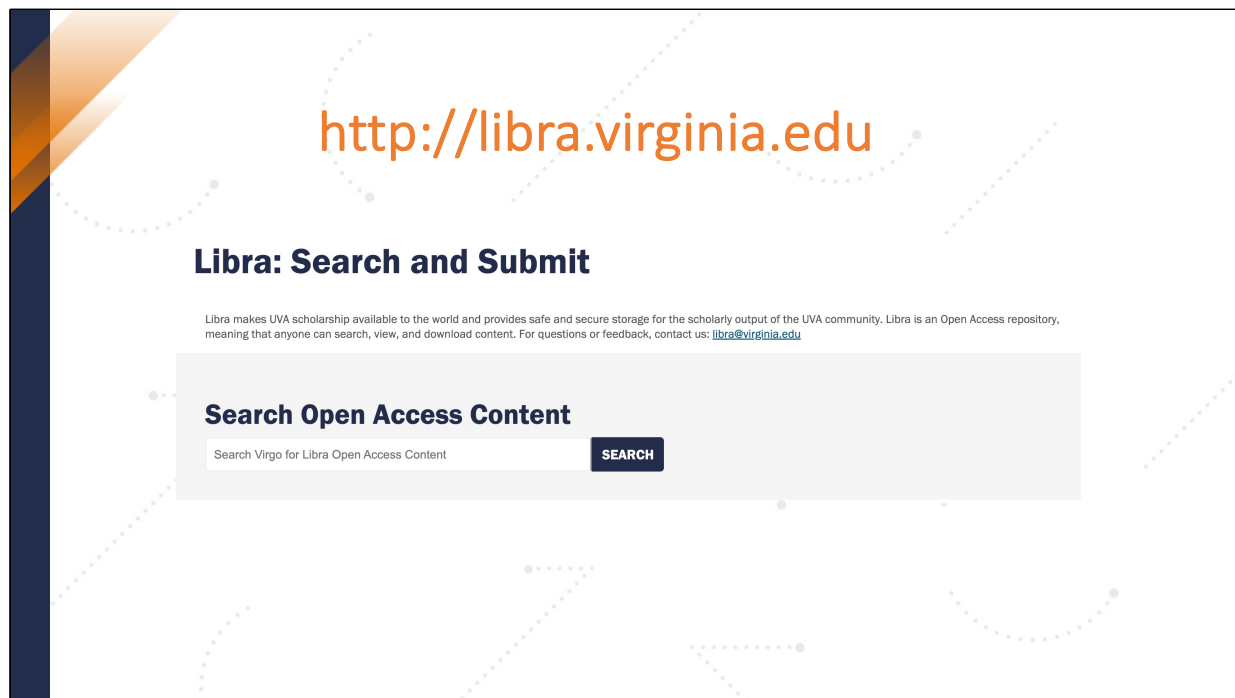 http://libra.virginia.edu
Libra: Search and Submit
Libra makes UVA scholarship available to the world and provides safe and secure storage for the scholarly output of the UVA community. Libra is an Open Access repository,
meaning that anyone can search, view, and download content. For questions or feedback, contact us: libra@virginia.edu
Search Open Access Content
Search Virgo for Libra Open Access Content
SEARCH